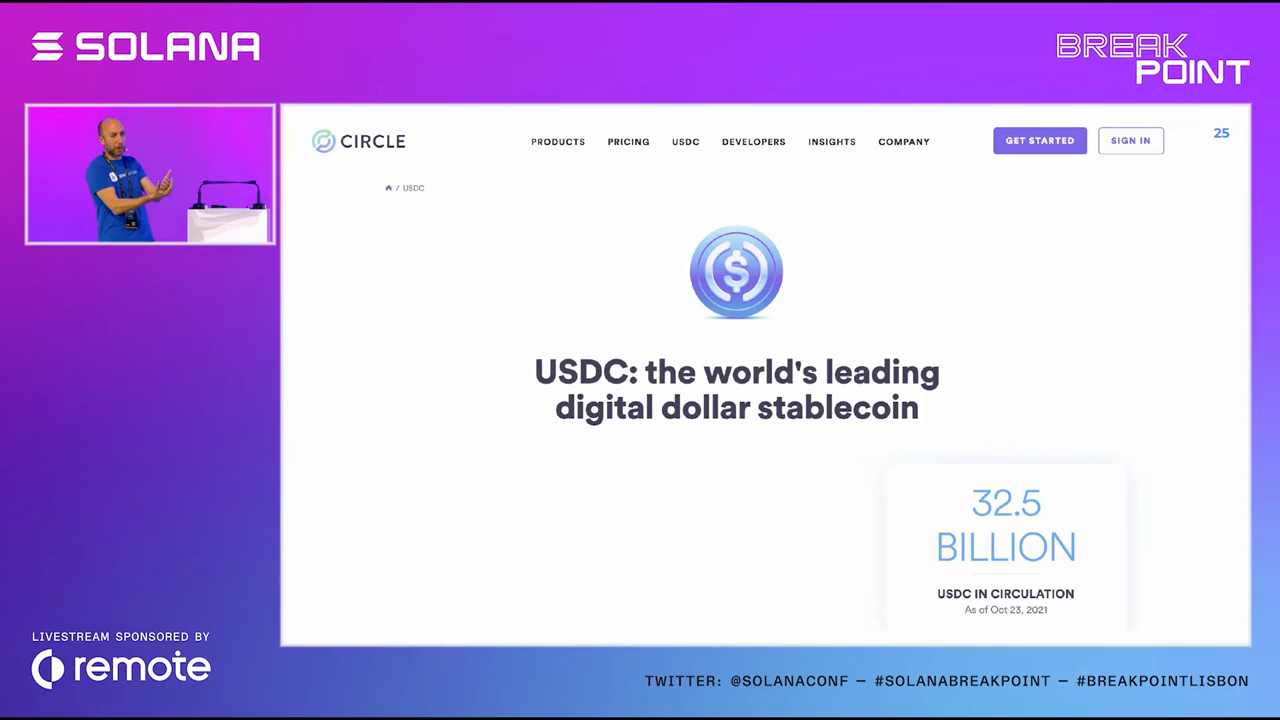 SOLANA
BREAK
POINT
CIRCLE
PRODUCTS PRICING USDC DEVELOPERS INSIGHTS COMPANY
GET STARTED
SIGN IN
25
/ USDC
$
USDC: the world's leading
digital dollar stablecoin
32.5
BILLION
USDC IN CIRCULATION
As of Oct 23, 2021
LIVESTREAM SPONSORED BY
remote
TWITTER: @SOLANACONF — #SOLANABREAKPOINT — #BREAKPOINTLISBON